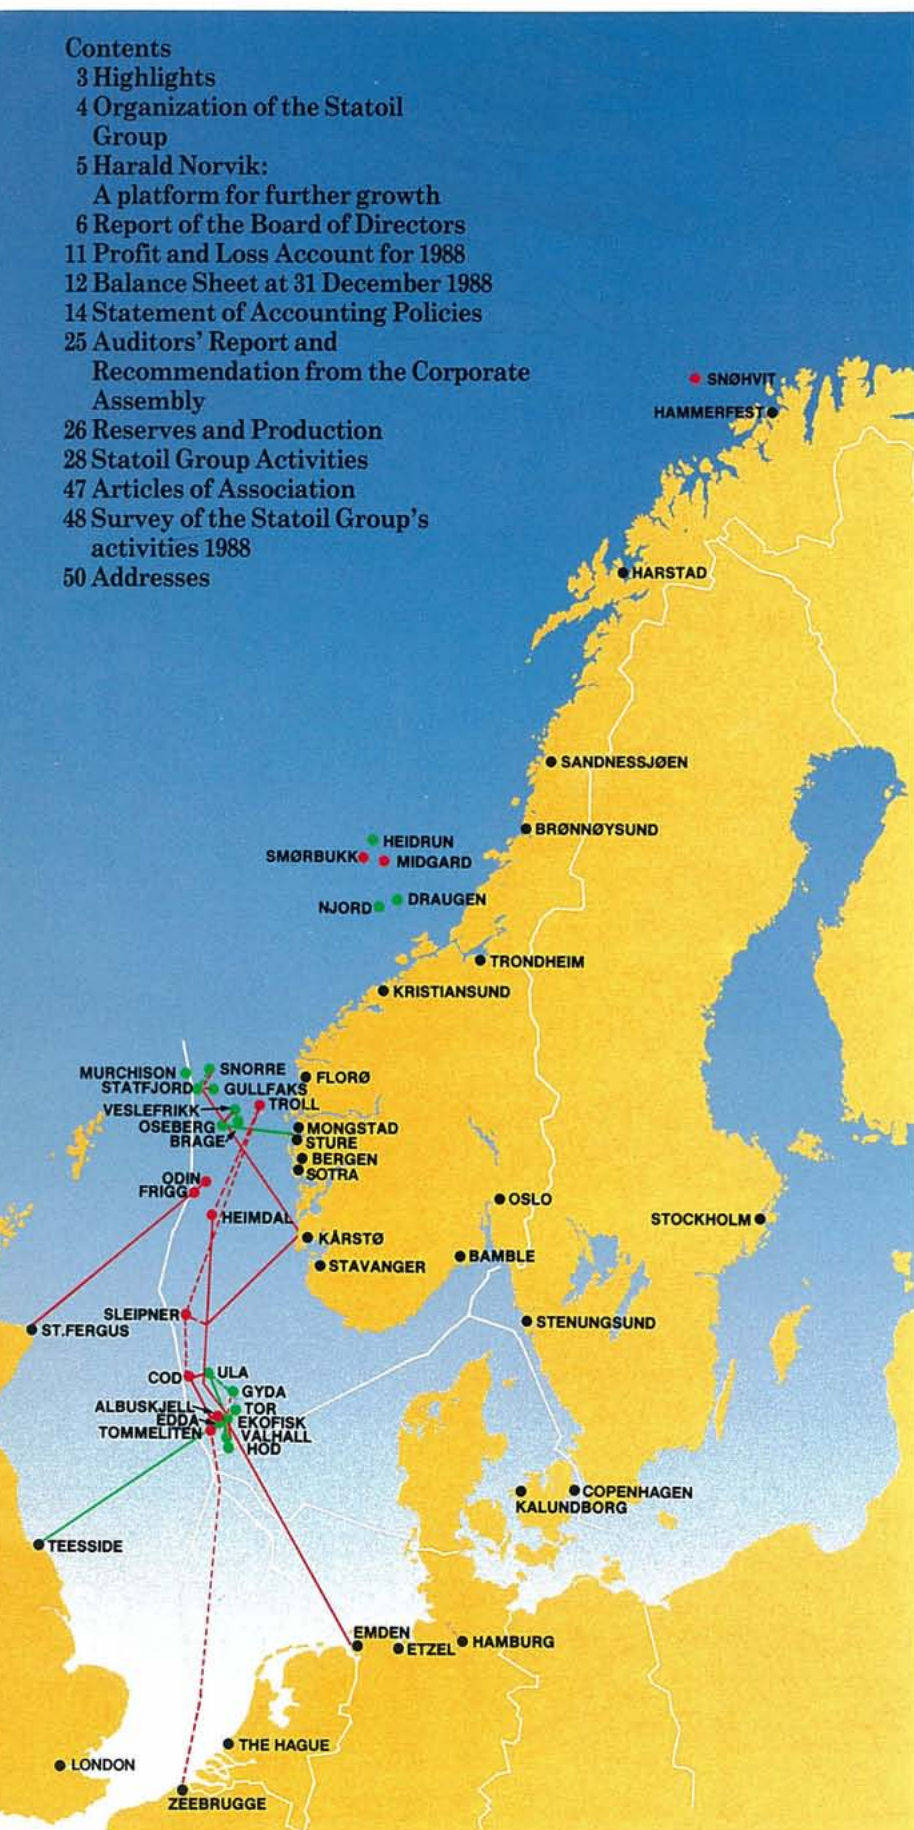 Contents
3 Highlights
4 Organization of the Statoil
Group
5 Harald Norvik:
A platform for further growth
6 Report of the Board of Directors
11 Profit and Loss Account for 1988
12 Balance Sheet at 31 December 1988
14 Statement of Accounting Policies
25 Auditors' Report and
Recommendation from the Corporate
Assembly
26 Reserves and Production
28 Statoil Group Activities
47 Articles of Association
48 Survey of the Statoil Group's
activities 1988
50 Addresses
SNØHVIT
HAMMERFEST
HARSTAD
SANDNESSJØEN
BRØNNØYSUND
HEIDRUN
SMØRBUKK
MIDGARD
DRAUGEN
NJORD
TRONDHEIM
KRISTIANSUND
MURCHISON
SNORRE
FLORØ
STATFJORD
GULLFAKS
TROLL
VESLEFRIKK
OSEBERG
MONGSTAD
BRAGE
STURE
BERGEN
SOTRA
ODIN
FRIGG
OSLO
HEIMDAL
STOCKHOLM
KÅRSTØ
BAMBLE
STAVANGER
SLEIPNER
STENUNGSUND
ST.FERGUS
ULA
COD
GYDA
ALBUSKJELL
TOR
EDDA
EKOFISK
TOMMELITEN
VALHALL
HOD
COPENHAGEN
KALUNDBORG
TEESSIDE
EMDEN
ETZEL
HAMBURG
THE HAGUE
LONDON
ZEEBRUGGE